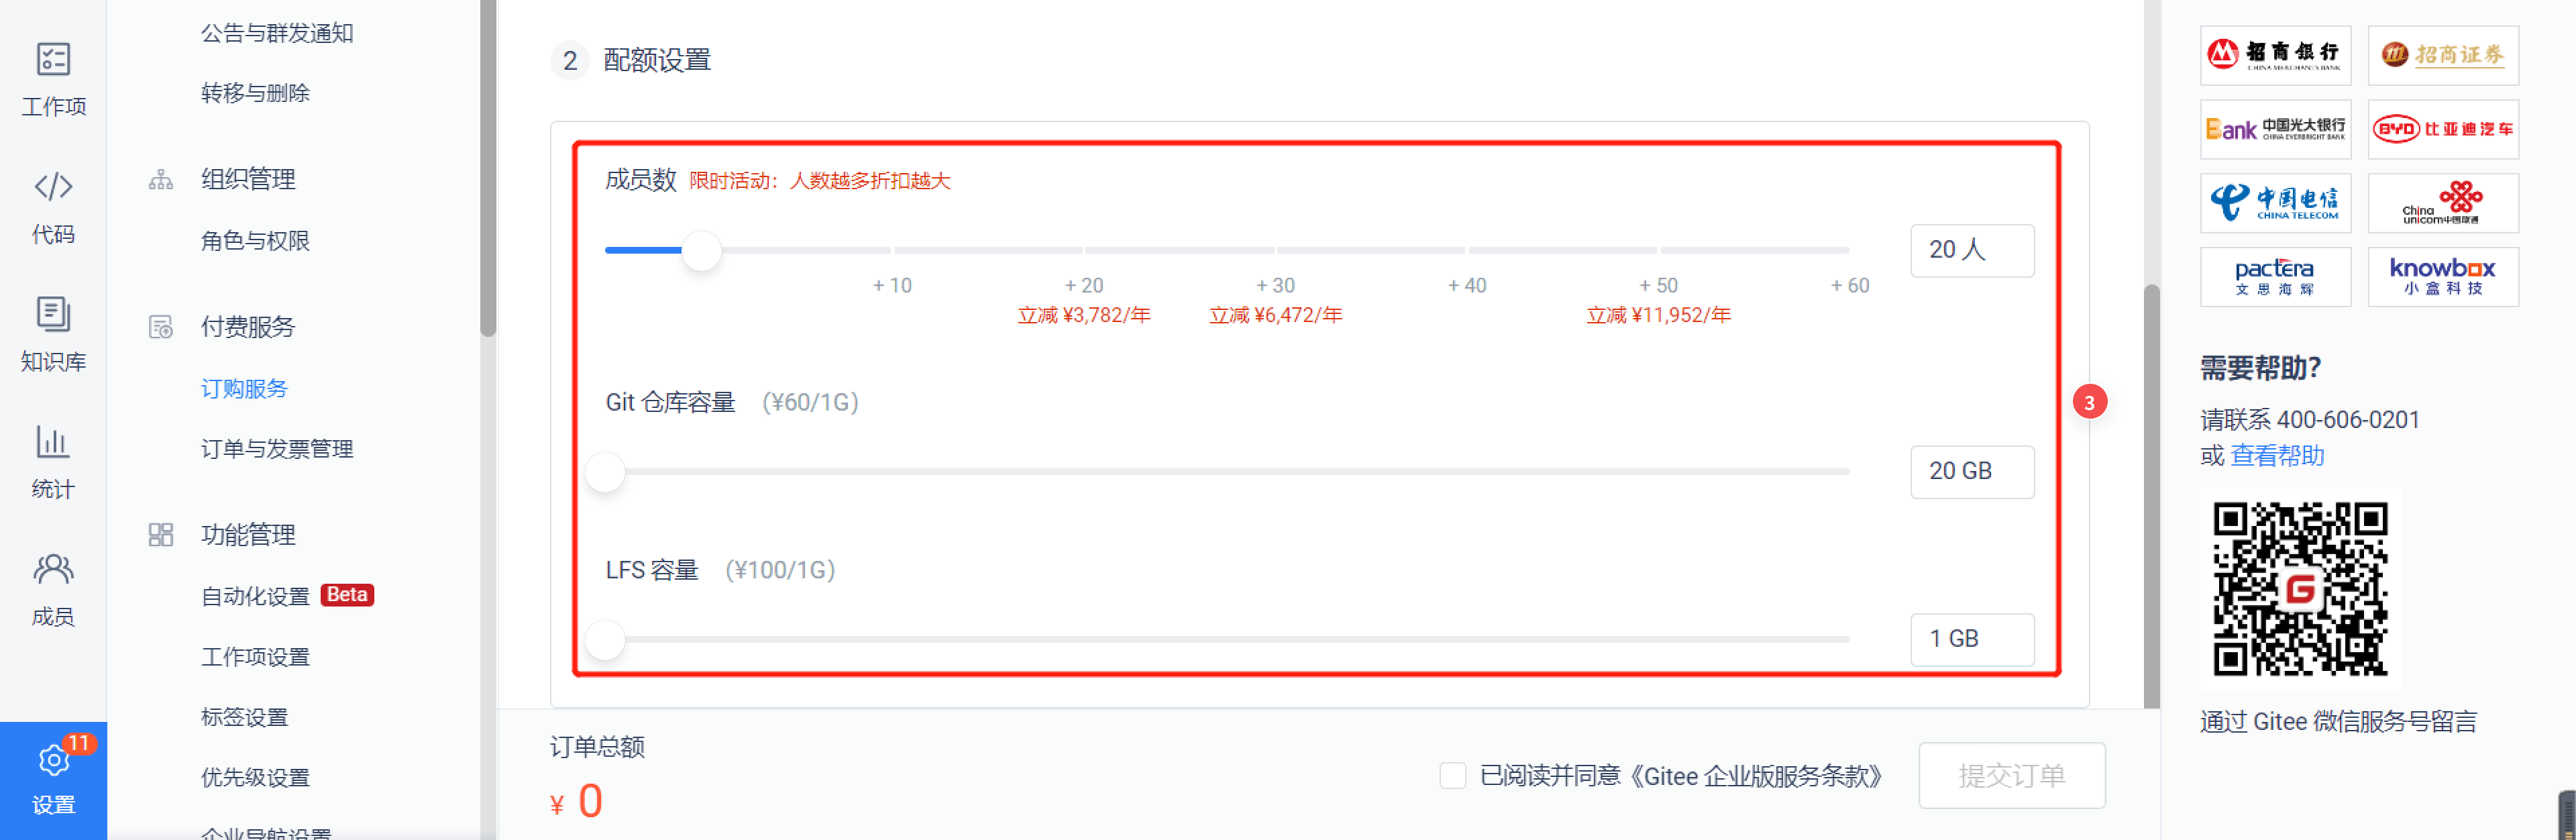 工作项
代码
知识库
统计
成员
11
设置
公告与群发通知
转移与删除
组织管理
角色与权限
付费服务
订购服务
订单与发票管理
功能管理
自动化设置 Beta
工作项设置
标签设置
优先级设置
企业导航设置
2 配额设置
成员数 限时活动：人数越多折扣越大
20 人
+ 10 + 20 + 30 + 40 + 50 + 60
立减 ¥3,782/年 立减 ¥6,472/年 立减 ¥11,952/年
Git 仓库容量 (¥60/1G)
20 GB
LFS 容量 (¥100/1G)
1 GB
3
订单总额
¥ 0
已阅读并同意《Gitee 企业版服务条款》
提交订单
招商银行
CHINA MERCHANTS BANK
招商证券
Bank 中国光大银行
CHINA EVERBRIGHT BANK
BYD 比亚迪汽车
中国电信
CHINA TELECOM
China
unicom中国联通
pactera
文思海辉
knowbox
小盒科技
需要帮助?
请联系 400-606-0201
或 查看帮助
G
通过 Gitee 微信服务号留言